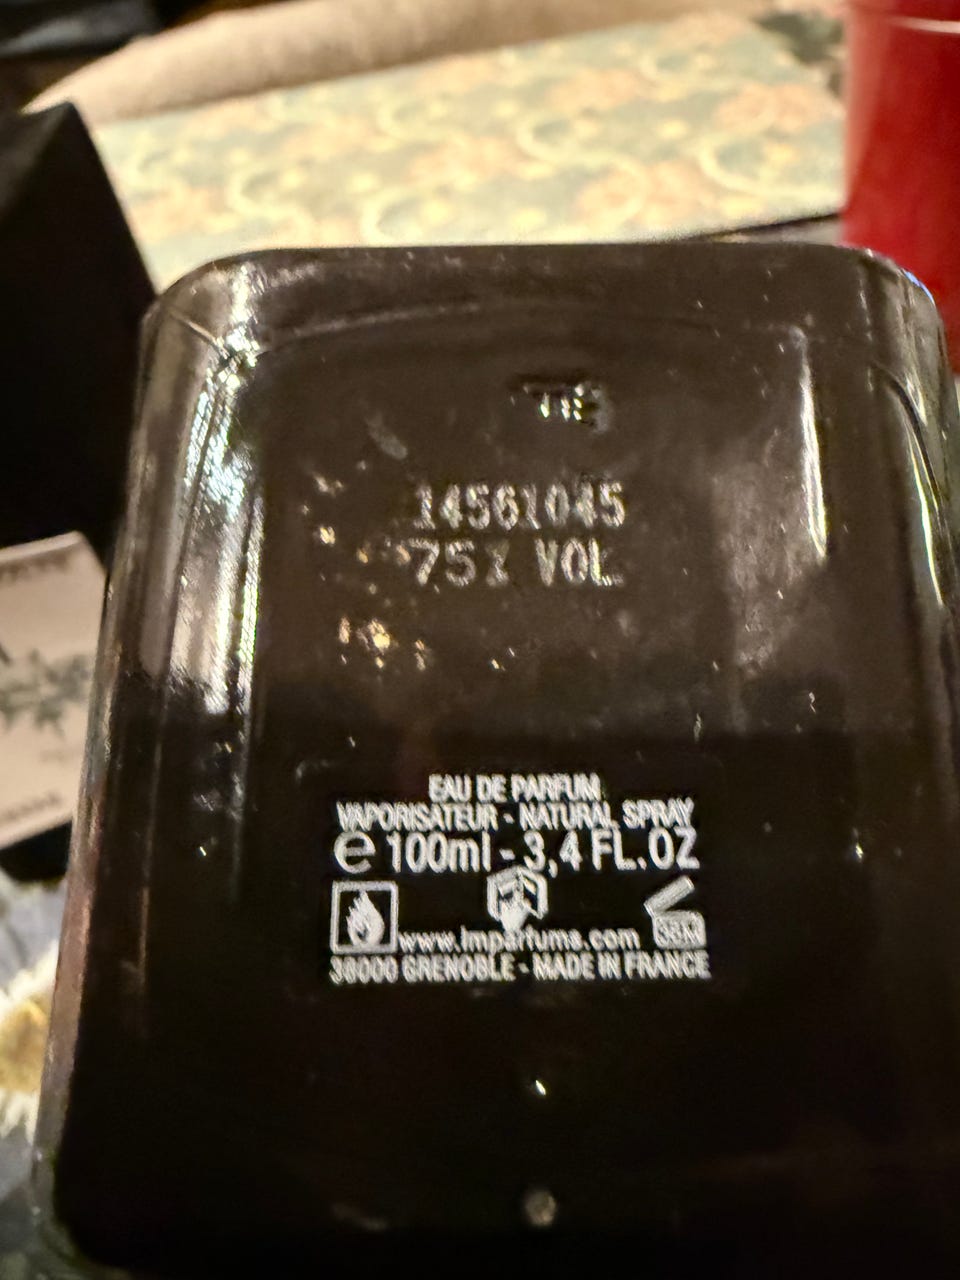 14561045
75% VOL
EAU DE PARFUM
VAPORISATEUR - NATURAL SPRAY
e 100ml - 3,4 FL.OZ
www.lmparfums.com
38000 GRENOBLE - MADE IN FRANCE